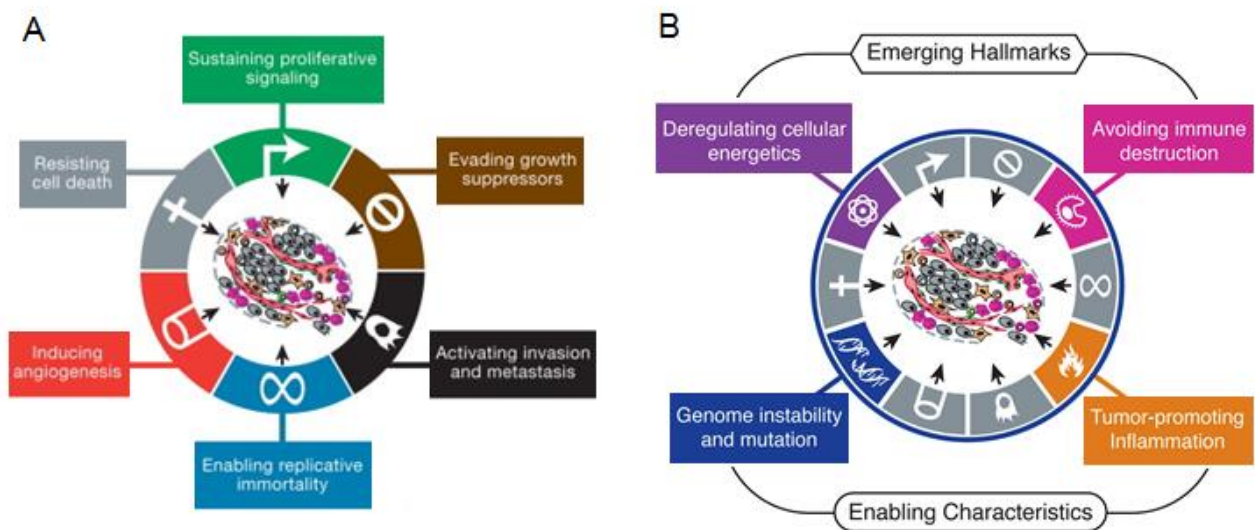 A
Sustaining proliferative
signaling
Resisting
cell death
Evading growth
suppressors
Inducing
angiogenesis
Activating invasion
and metastasis
Enabling replicative
immortality
B
Emerging Hallmarks
Deregulating cellular
energetics
Avoiding immune
destruction
Genome instability
and mutation
Tumor-promoting
Inflammation
Enabling Characteristics